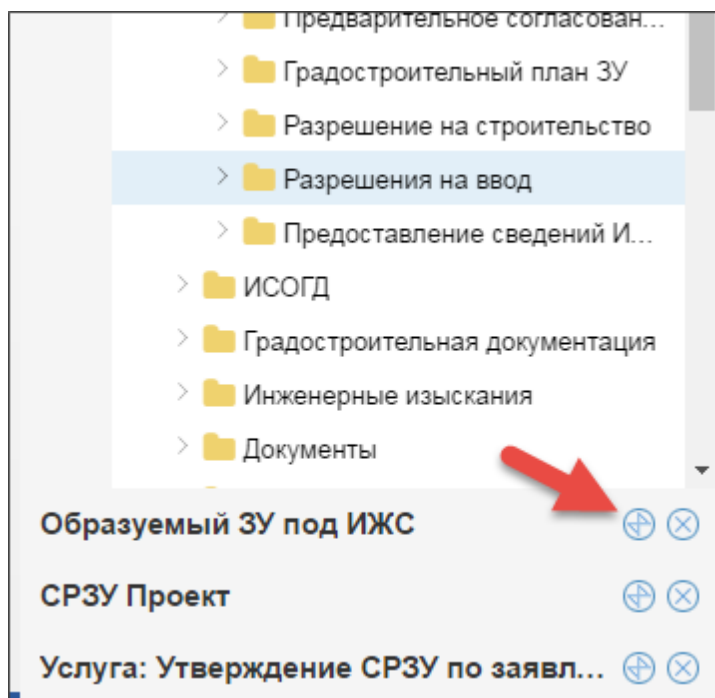 Предварительное согласован...
Градостроительный план ЗУ
Разрешение на строительство
Разрешения на ввод
Предоставление сведений И...
ИСОГД
Градостроительная документация
Инженерные изыскания
Документы
Образуемый ЗУ под ИЖС
СРЗУ Проект
Услуга: Утверждение СРЗУ по заявл...